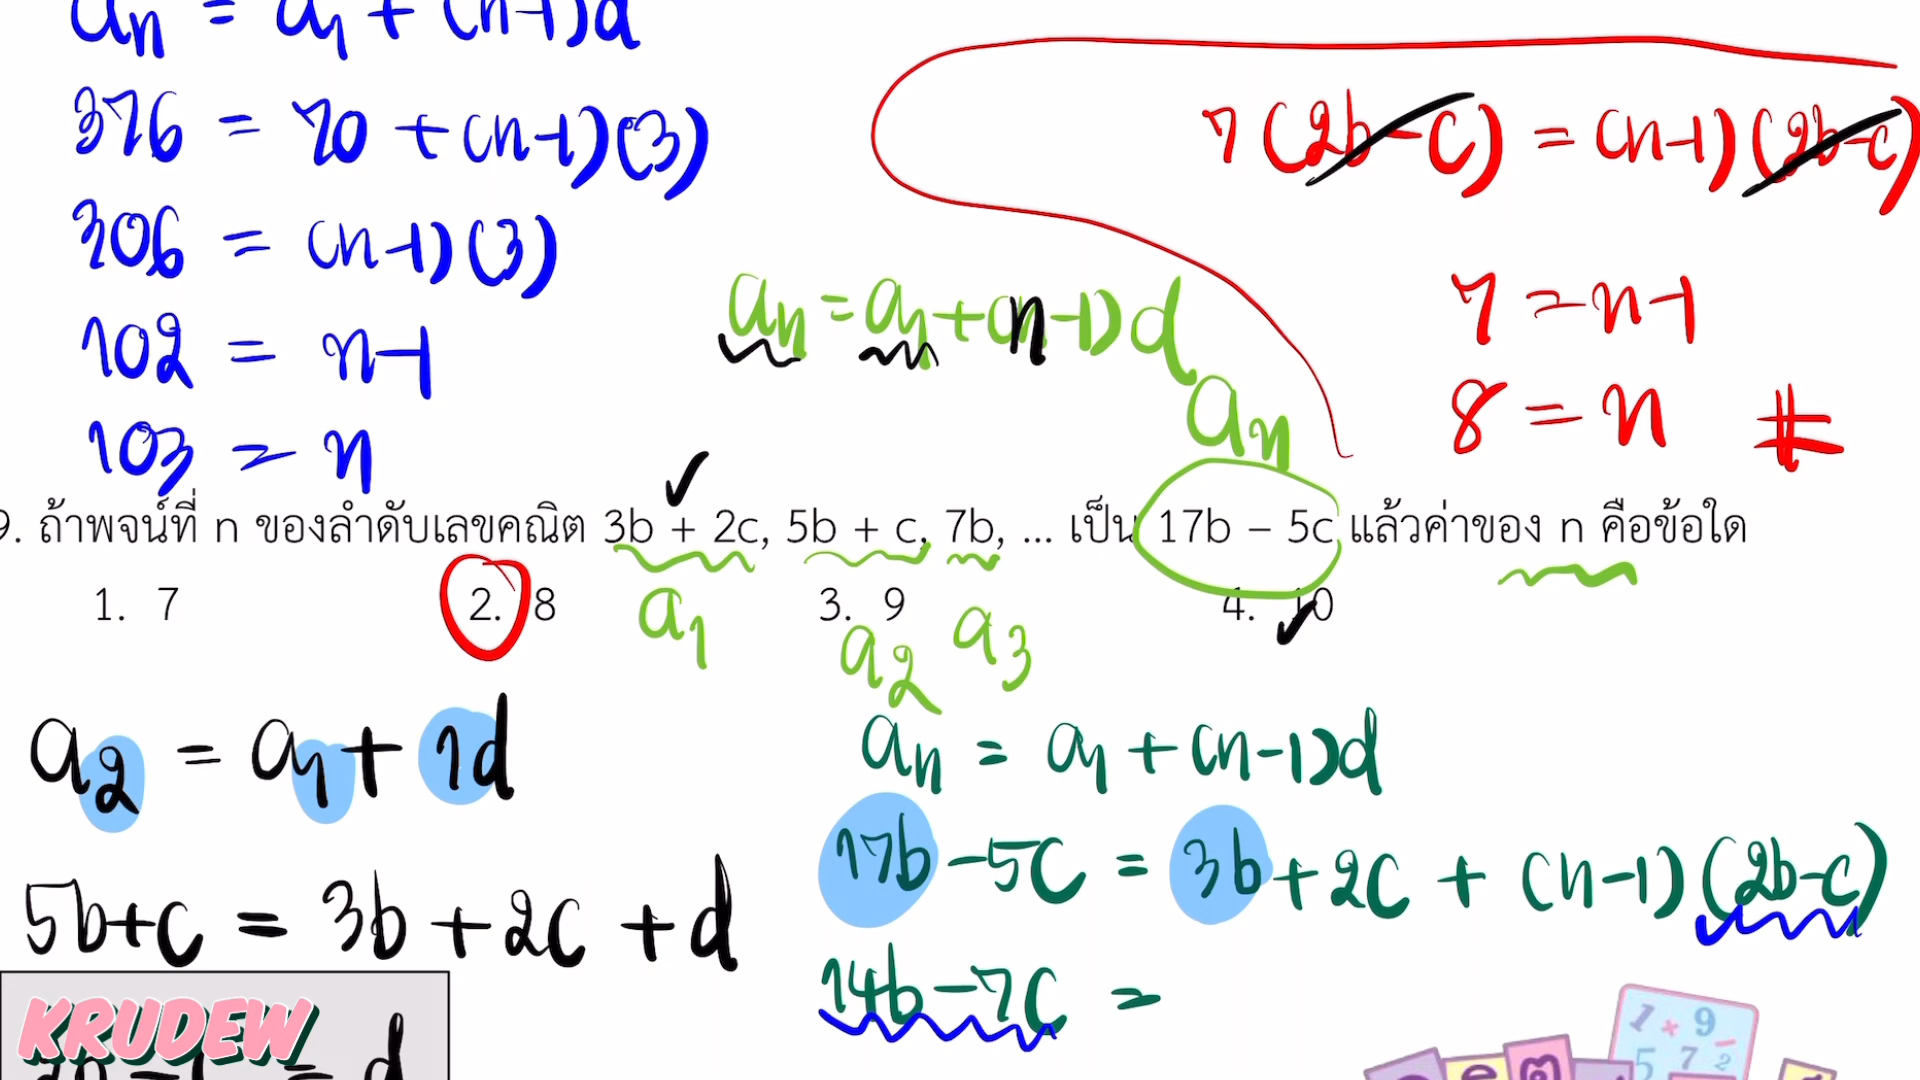 an = a1 + (n-1)d
376 = 70 + (n-1)(3)
306 = (n-1)(3)
102 = n-1
103 = n
7(2b-c) = (n-1)(2b-c)
7 = n-1
8 = n #
an = a1 + (n-1)d
an
9. ถ้าพจน์ที่ n ของลำดับเลขคณิต 3b + 2c, 5b + c, 7b, ... เป็น 17b – 5c แล้วค่าของ n คือข้อใด
1. 7 2. 8 3. 9 4. 10
a1 a2 a3
a2 = a1 + 1d
5b+c = 3b + 2c + d
an = a1 + (n-1)d
17b - 5c = 3b + 2c + (n-1)(2b-c)
14b - 7c =
KRUDEW